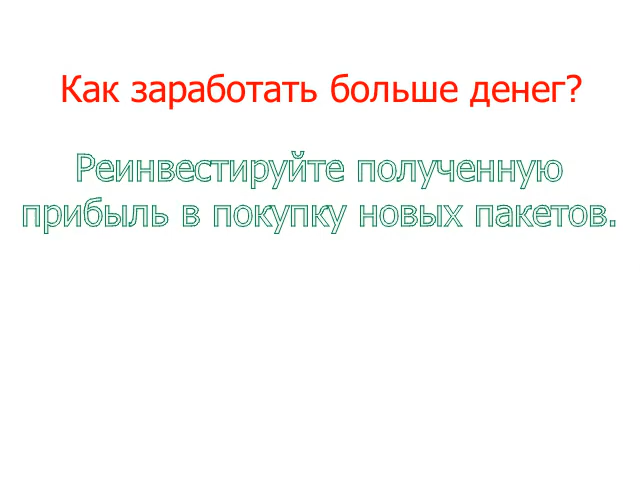 Как заработать больше денег?
Реинвестируйте полученную
прибыль в покупку новых пакетов.